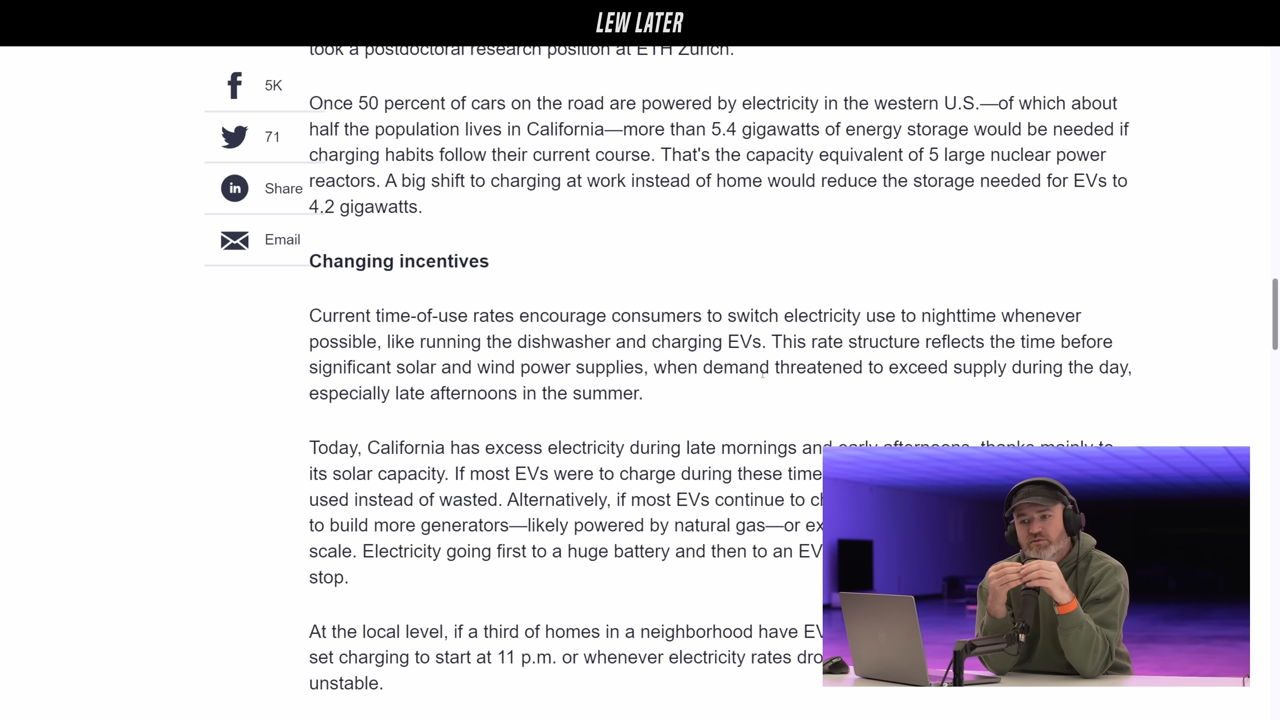 LEW LATER
took a postdoctoral research position at ETH Zurich.
5K
71
Share
Email
Once 50 percent of cars on the road are powered by electricity in the western U.S.—of which about
half the population lives in California—more than 5.4 gigawatts of energy storage would be needed if
charging habits follow their current course. That's the capacity equivalent of 5 large nuclear power
reactors. A big shift to charging at work instead of home would reduce the storage needed for EVs to
4.2 gigawatts.
Changing incentives
Current time-of-use rates encourage consumers to switch electricity use to nighttime whenever
possible, like running the dishwasher and charging EVs. This rate structure reflects the time before
significant solar and wind power supplies, when demand threatened to exceed supply during the day,
especially late afternoons in the summer.
Today, California has excess electricity during late mornings and early afternoons, thanks mainly to
its solar capacity. If most EVs were to charge during these time
used instead of wasted. Alternatively, if most EVs continue to
to build more generators—likely powered by natural gas—or
scale. Electricity going first to a huge battery and then to an EV
stop.
At the local level, if a third of homes in a neighborhood have
set charging to start at 11 p.m. or whenever electricity rates
unstable.